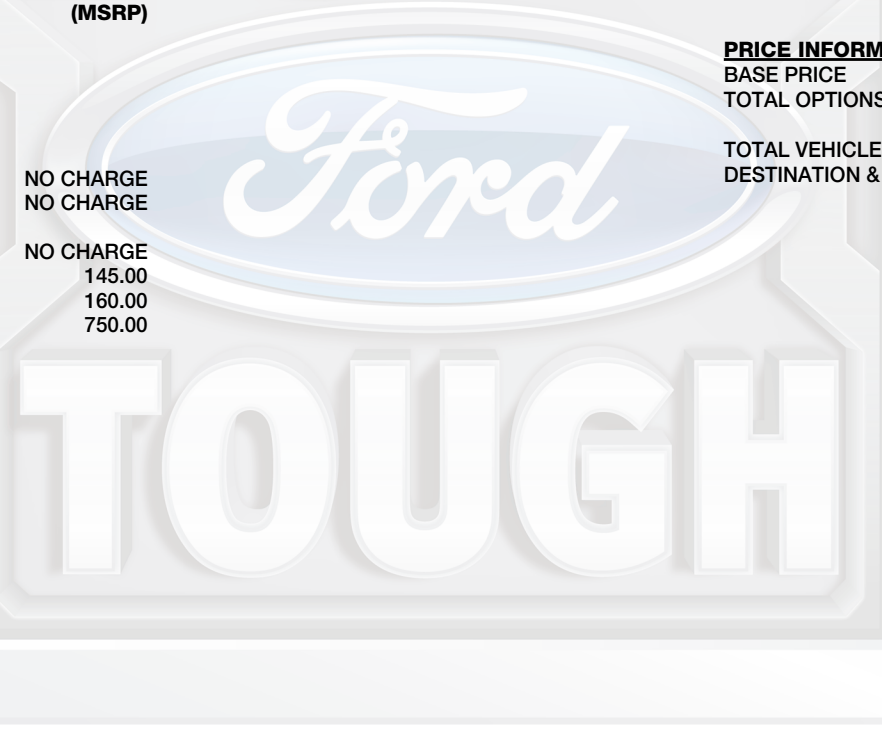 (MSRP)
NO CHARGE
NO CHARGE
NO CHARGE
145.00
160.00
750.00
PRICE INFORM
BASE PRICE
TOTAL OPTIONS
TOTAL VEHICLE
DESTINATION &
Ford
TOUGH